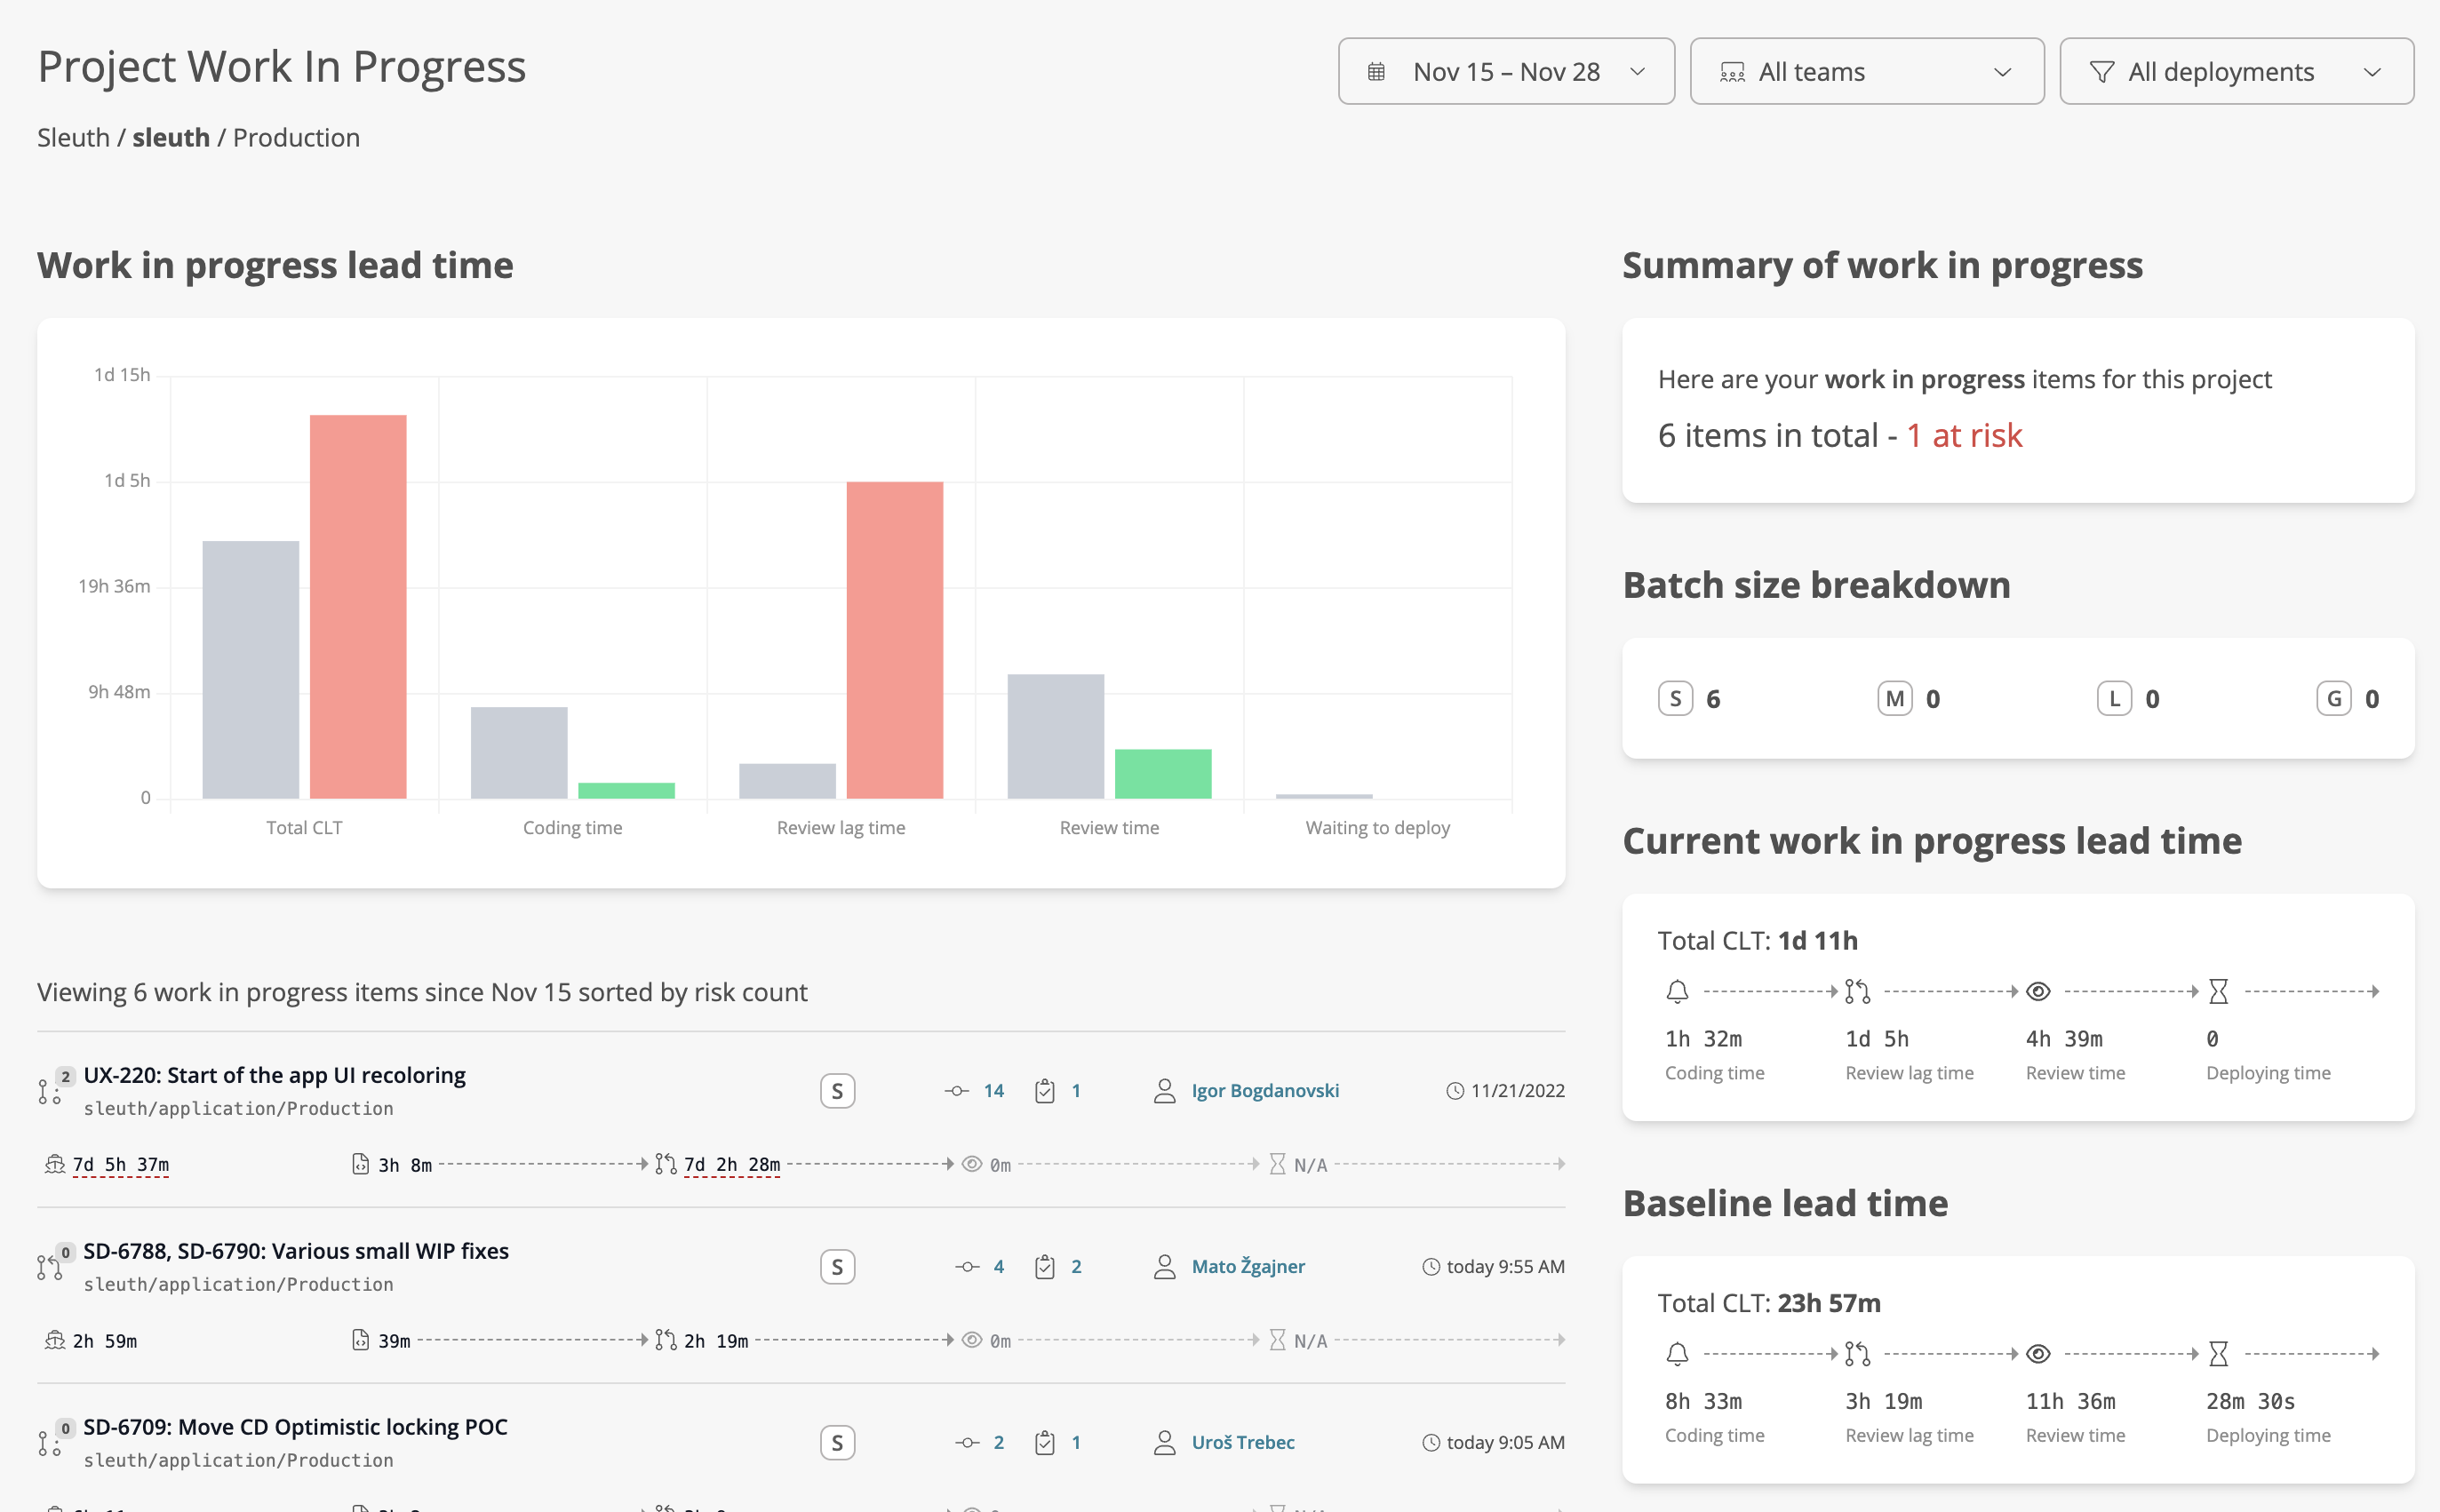 Project Work In Progress
Nov 15 – Nov 28
All teams
All deployments
Sleuth / sleuth / Production
Work in progress lead time
1d 15h
1d 5h
19h 36m
9h 48m
0
Total CLT
Coding time
Review lag time
Review time
Waiting to deploy
Viewing 6 work in progress items since Nov 15 sorted by risk count
2
UX-220: Start of the app UI recoloring
sleuth/application/Production
S
14
1
Igor Bogdanovski
11/21/2022
7d 5h 37m
3h 8m
7d 2h 28m
0m
N/A
0
SD-6788, SD-6790: Various small WIP fixes
sleuth/application/Production
S
4
2
Mato Žgajner
today 9:55 AM
2h 59m
39m
2h 19m
0m
N/A
0
SD-6709: Move CD Optimistic locking POC
sleuth/application/Production
S
2
1
Uroš Trebec
today 9:05 AM
Summary of work in progress
Here are your work in progress items for this project
6 items in total - 1 at risk
Batch size breakdown
S 6
M 0
L 0
G 0
Current work in progress lead time
Total CLT: 1d 11h
1h 32m
1d 5h
4h 39m
0
Coding time
Review lag time
Review time
Deploying time
Baseline lead time
Total CLT: 23h 57m
8h 33m
3h 19m
11h 36m
28m 30s
Coding time
Review lag time
Review time
Deploying time